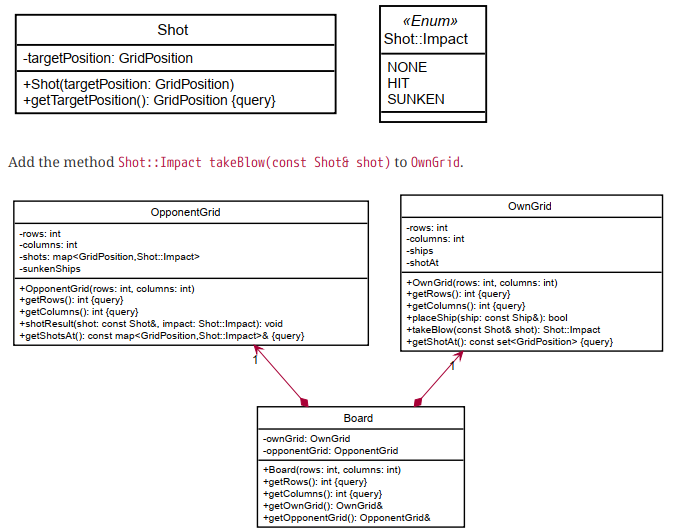 Shot
-targetPosition: GridPosition
+Shot(targetPosition: GridPosition)
+getTargetPosition(): GridPosition {query}
«Enum»
Shot::Impact
NONE
HIT
SUNKEN
Add the method Shot::Impact takeBlow(const Shot& shot) to OwnGrid.
OpponentGrid
-rows: int
-columns: int
-shots: map<GridPosition,Shot::Impact>
-sunkenShips
+OpponentGrid(rows: int, columns: int)
+getRows(): int {query}
+getColumns(): int {query}
+shotResult(shot: const Shot&, impact: Shot::Impact): void
+getShotsAt(): const map<GridPosition,Shot::Impact>& {query}
OwnGrid
-rows: int
-columns: int
-ships
-shotAt
+OwnGrid(rows: int, columns: int)
+getRows(): int {query}
+getColumns(): int {query}
+placeShip(ship: const Ship&): bool
+takeBlow(const Shot& shot): Shot::Impact
+getShotAt(): const set<GridPosition> {query}
1
1
Board
-ownGrid: OwnGrid
-opponentGrid: OpponentGrid
+Board(rows: int, columns: int)
+getRows(): int {query}
+getColumns(): int {query}
+getOwnGrid(): OwnGrid&
+getOpponentGrid(): OpponentGrid&